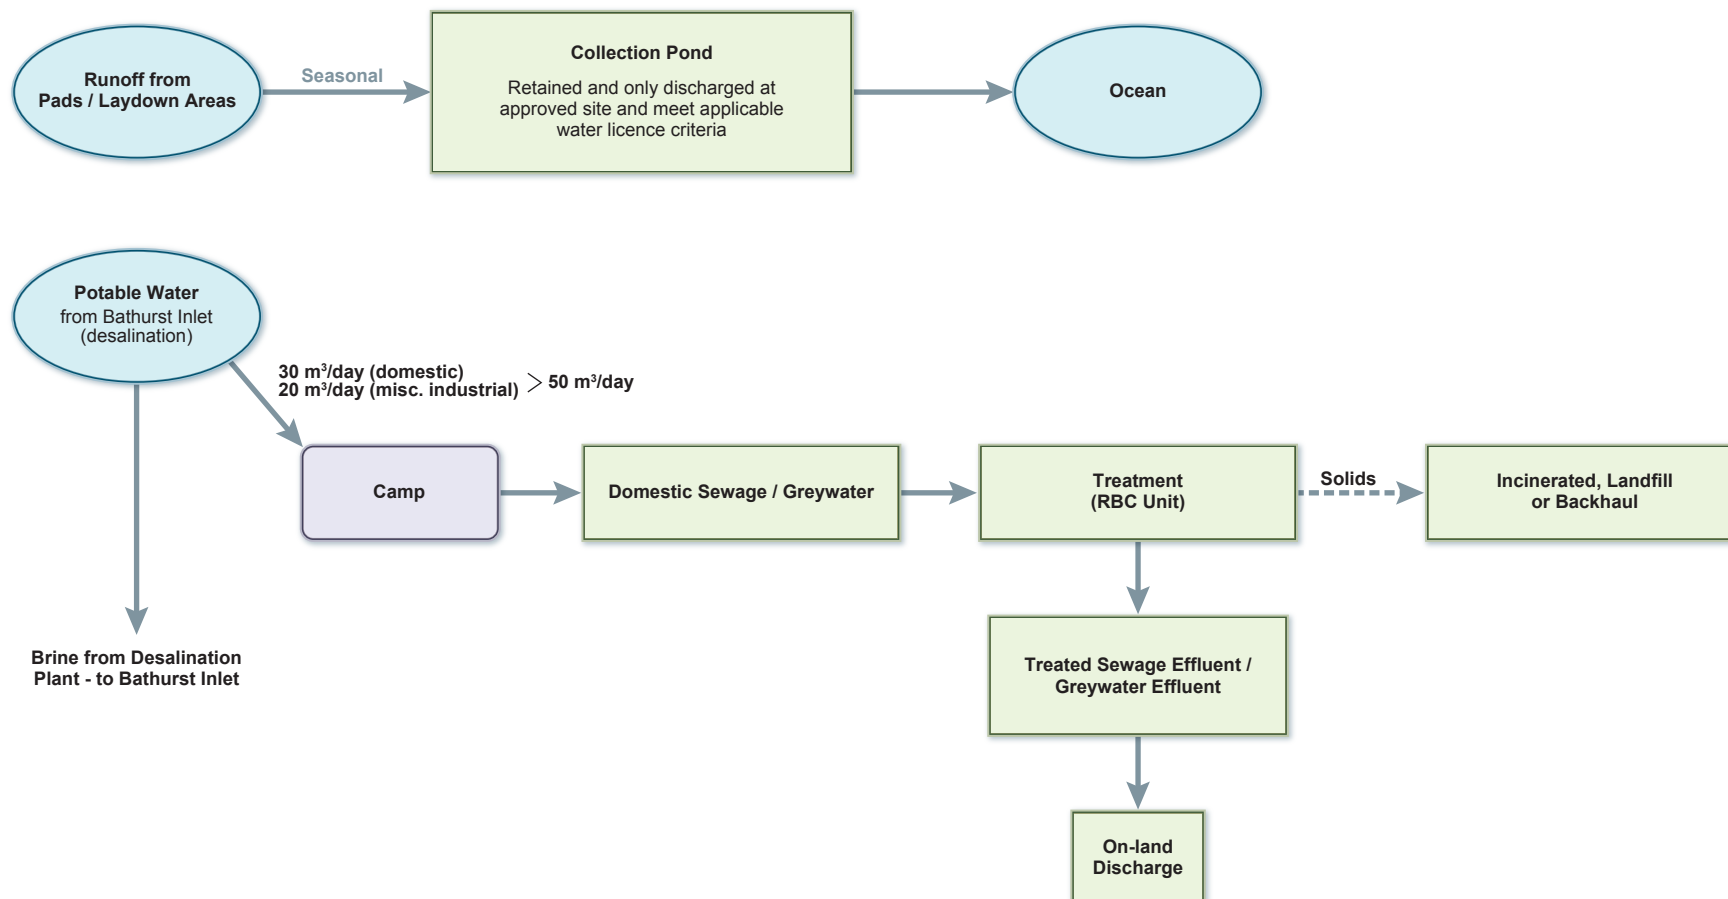 Runoff from
Pads / Laydown Areas
Seasonal
Collection Pond
Retained and only discharged at
approved site and meet applicable
water licence criteria
Ocean
Potable Water
from Bathurst Inlet
(desalination)
30 m³/day (domestic)
20 m³/day (misc. industrial)
> 50 m³/day
Camp
Domestic Sewage / Greywater
Treatment
(RBC Unit)
Solids
Incinerated, Landfill
or Backhaul
Brine from Desalination
Plant - to Bathurst Inlet
Treated Sewage Effluent /
Greywater Effluent
On-land
Discharge